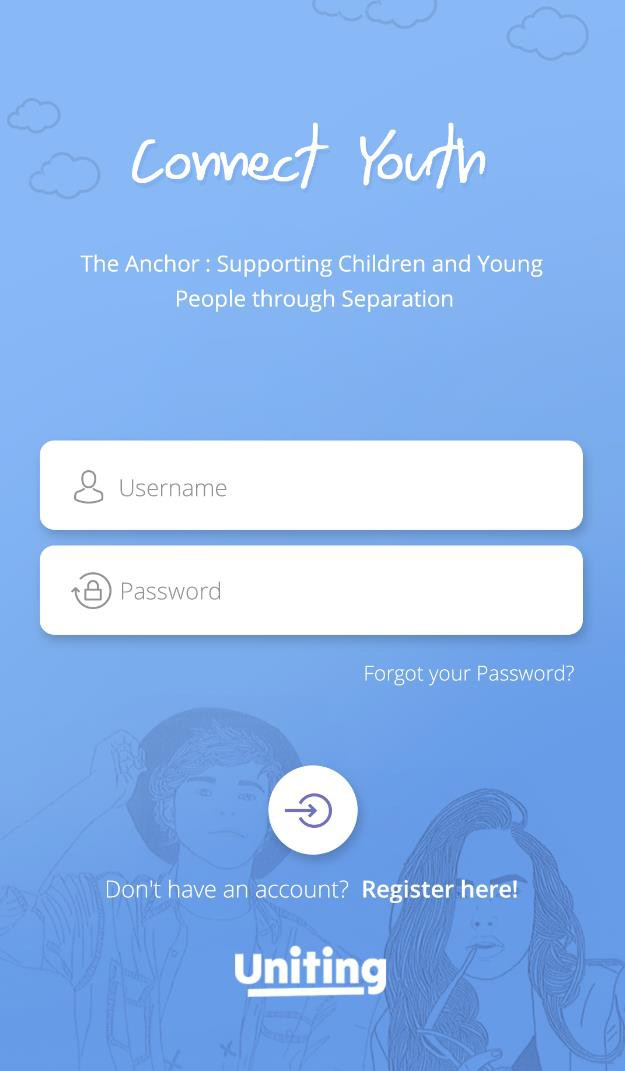 Connect Youth
The Anchor : Supporting Children and Young
People through Separation
Username
Password
Forgot your Password?
Don't have an account? Register here!
Uniting